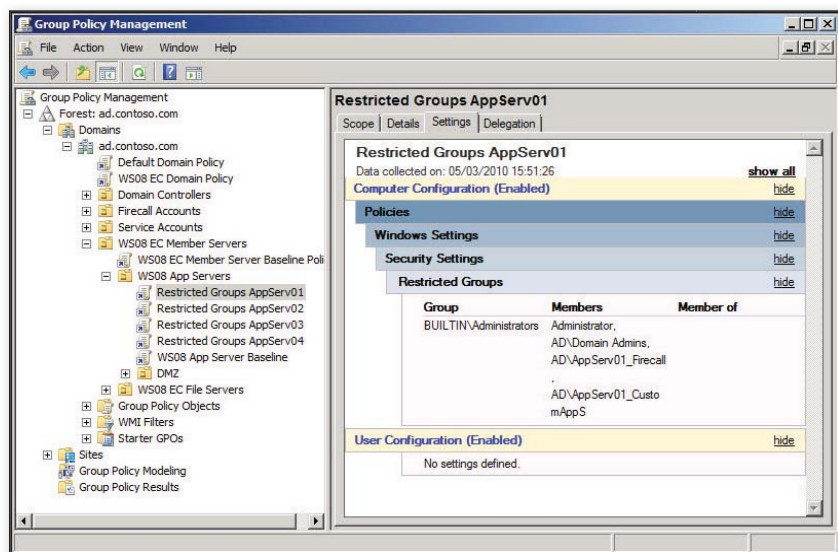 Group Policy Management
File Action View Window Help
Group Policy Management
Forest: ad.contoso.com
Domains
ad.contoso.com
Default Domain Policy
WS08 EC Domain Policy
Domain Controllers
Firecall Accounts
Service Accounts
WS08 EC Member Servers
WS08 EC Member Server Baseline Poli
WS08 App Servers
Restricted Groups AppServ01
Restricted Groups AppServ02
Restricted Groups AppServ03
Restricted Groups AppServ04
WS08 App Server Baseline
DMZ
WS08 EC File Servers
Group Policy Objects
WMI Filters
Starter GPOs
Sites
Group Policy Modeling
Group Policy Results
Restricted Groups AppServ01
Scope Details Settings Delegation
Restricted Groups AppServ01
Data collected on: 05/03/2010 15:51:26 show all
Computer Configuration (Enabled) hide
Policies hide
Windows Settings hide
Security Settings hide
Restricted Groups hide
Group Members Member of
BUILTIN\Administrators Administrator,
AD\Domain Admins,
AD\AppServ01_Firecall
,
AD\AppServ01_Custo
mAppS
User Configuration (Enabled) hide
No settings defined.